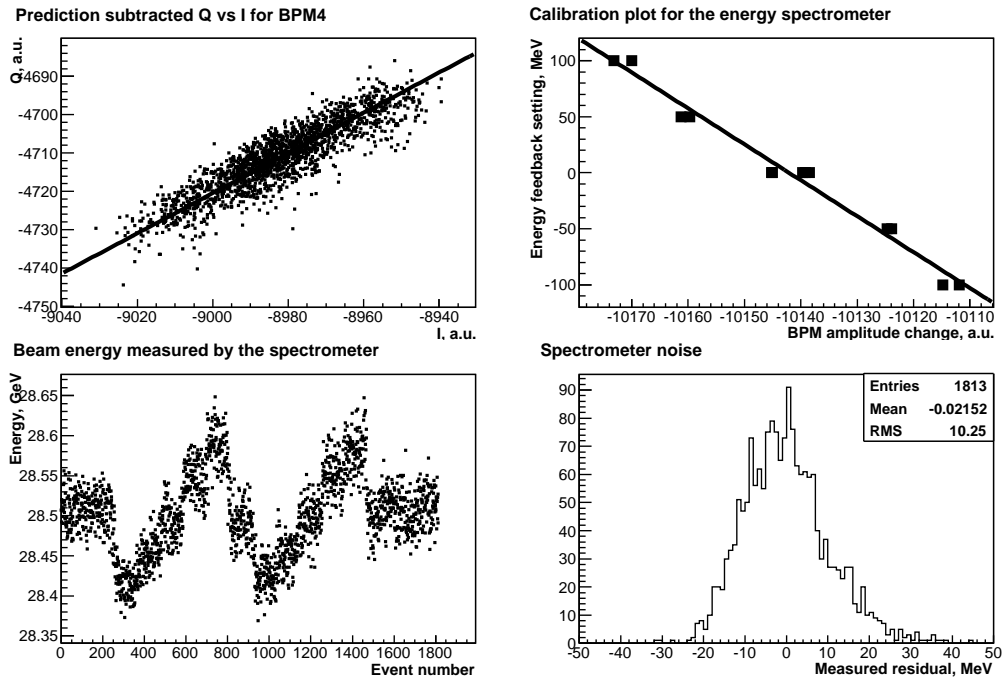 Prediction subtracted Q vs I for BPM4
Q, a.u.
-4690
-4700
-4710
-4720
-4730
-4740
-4750
-9040 -9020 -9000 -8980 -8960 -8940
I, a.u.
Calibration plot for the energy spectrometer
Energy feedback setting, MeV
100
50
0
-50
-100
-10170 -10160 -10150 -10140 -10130 -10120 -10110
BPM amplitude change, a.u.
Beam energy measured by the spectrometer
Energy, GeV
28.65
28.6
28.55
28.5
28.45
28.4
28.35
0 200 400 600 800 1000 1200 1400 1600 1800
Event number
Spectrometer noise
Entries 1813
Mean -0.02152
RMS 10.25
90
80
70
60
50
40
30
20
10
0
-50 -40 -30 -20 -10 0 10 20 30 40 50
Measured residual, MeV